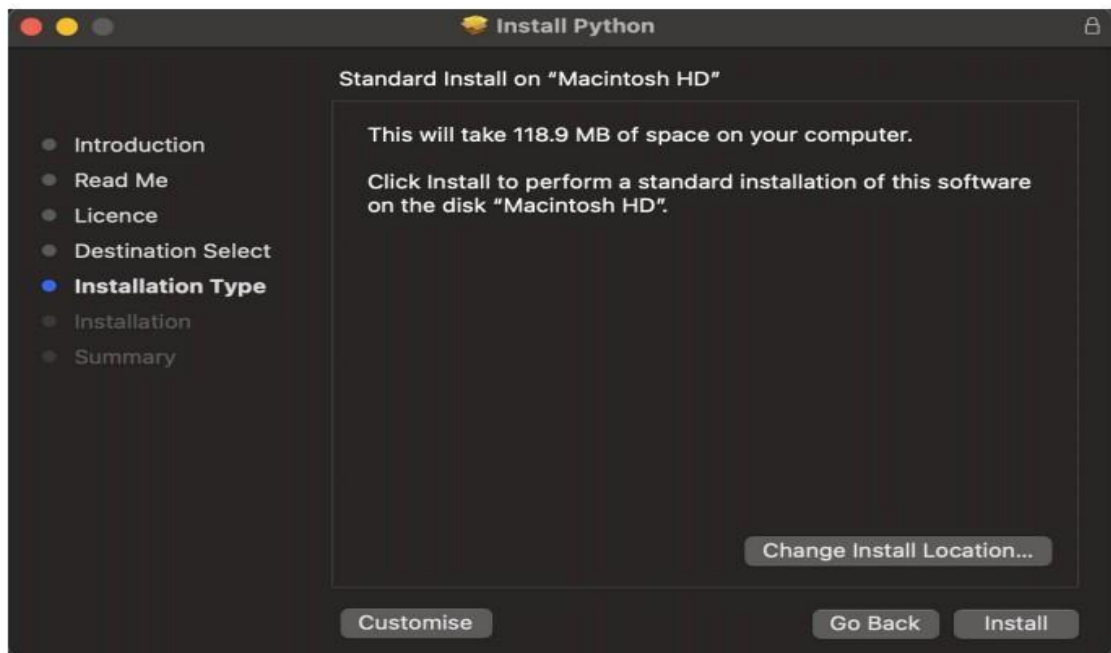 Install Python
Standard Install on “Macintosh HD”
Introduction
Read Me
Licence
Destination Select
Installation Type
Installation
Summary
This will take 118.9 MB of space on your computer.
Click Install to perform a standard installation of this software
on the disk “Macintosh HD”.
Change Install Location...
Customise
Go Back
Install